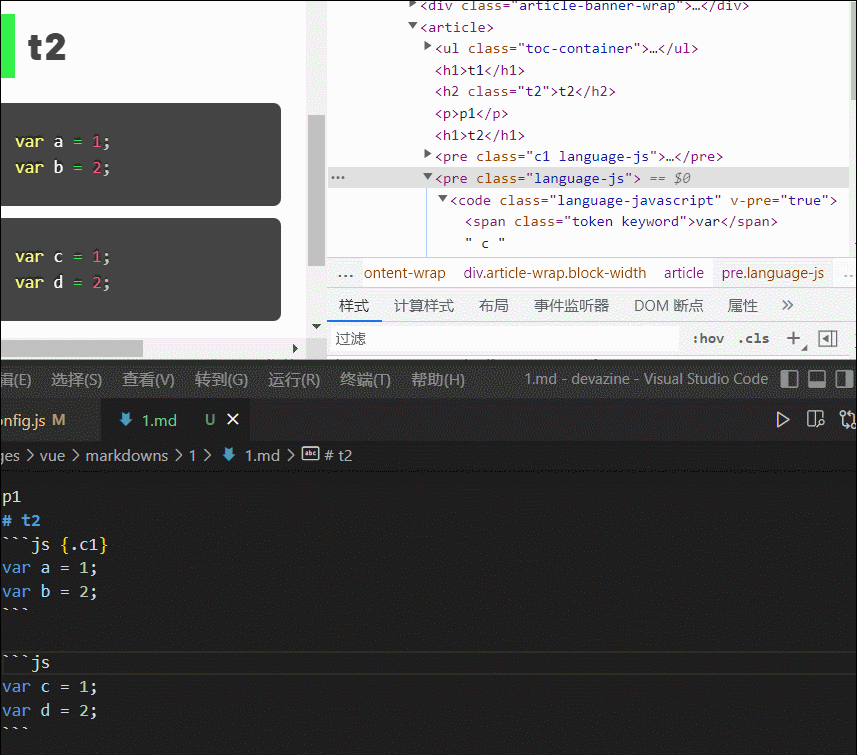 t2
var a = 1;
var b = 2;
var c = 1;
var d = 2;
<div class="article-banner-wrap">…</div>
<article>
<ul class="toc-container">…</ul>
<h1>t1</h1>
<h2 class="t2">t2</h2>
<p>p1</p>
<h1>t2</h1>
<pre class="c1 language-js">…</pre>
••• <pre class="language-js"> == $0
<code class="language-javascript" v-pre="true">
<span class="token keyword">var</span>
" c "
... ontent-wrap div.article-wrap.block-width article pre.language-js ...
样式 计算样式 布局 事件监听器 DOM 断点 属性 »
过滤 :hov .cls +
辑(E) 选择(S) 查看(V) 转到(G) 运行(R) 终端(T) 帮助(H) 1.md - devazine - Visual Studio Code
onfig.js M 1.md U ×
ges > vue > markdowns > 1 > 1.md > abc # t2
p1
# t2
```js {.c1}
var a = 1;
var b = 2;
```
```js
var c = 1;
var d = 2;
```